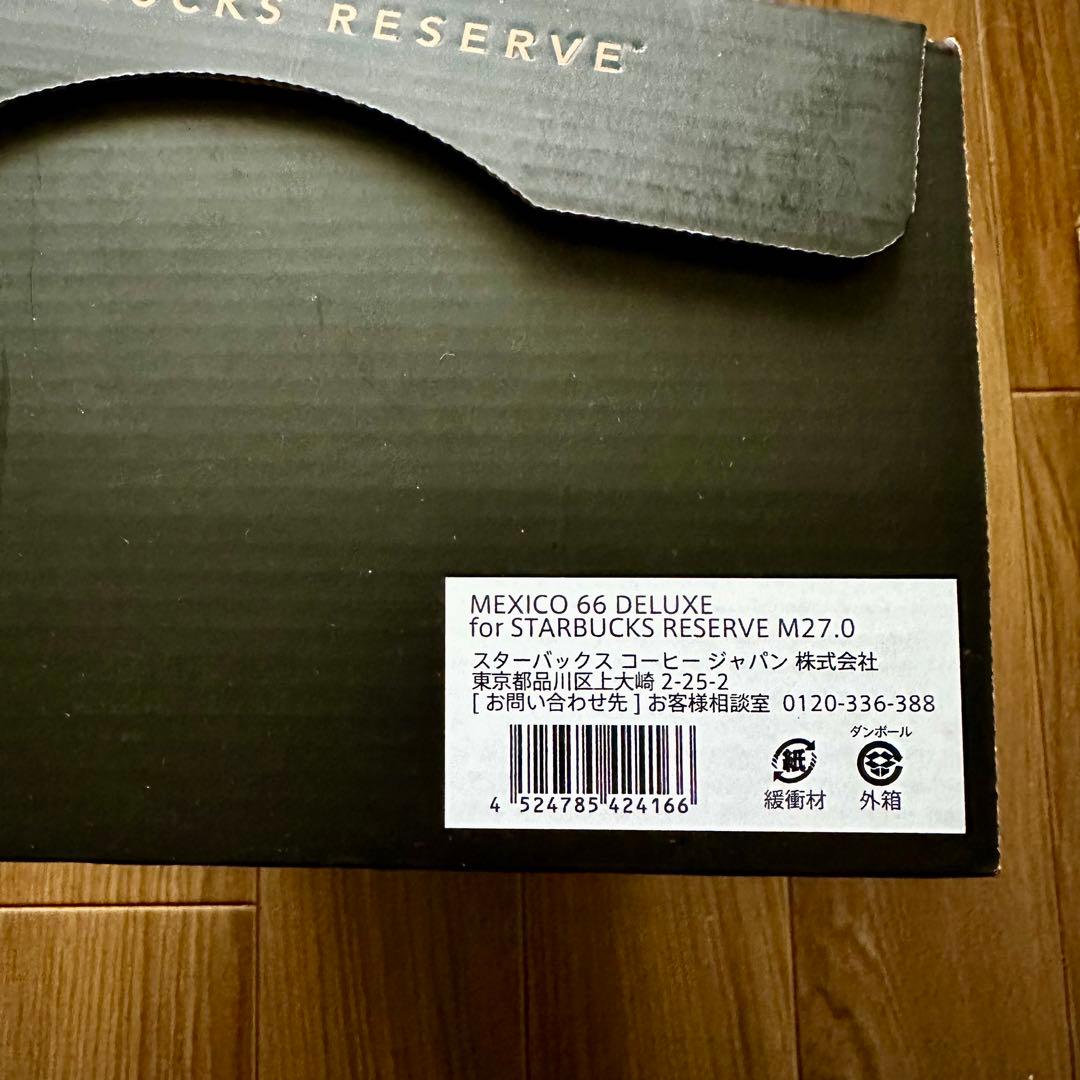 RESERVE™
MEXICO 66 DELUXE
for STARBUCKS RESERVE M27.0
スターバックス コーヒー ジャパン 株式会社
東京都品川区上大崎 2-25-2
[ お問い合わせ先 ] お客様相談室 0120-336-388
ダンボール
紙
緩衝材 外箱
4 524785 424166